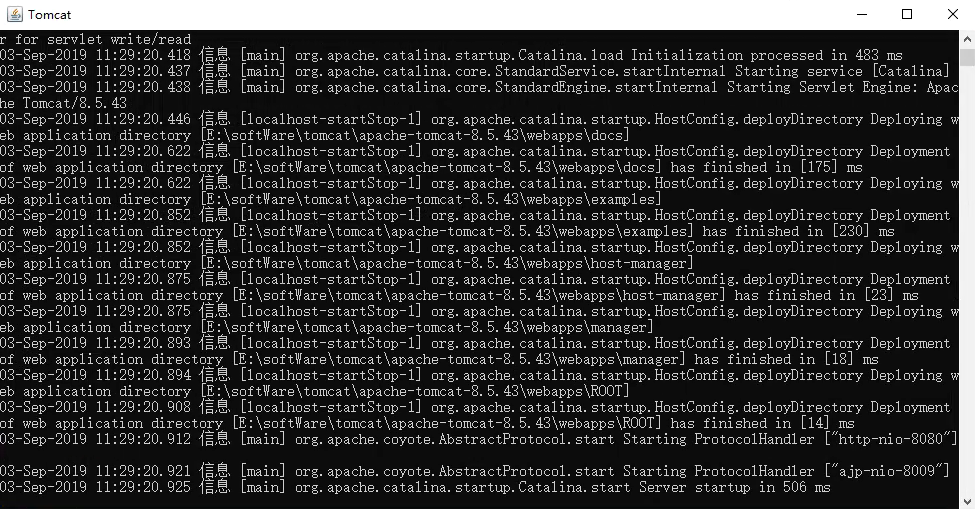 Tomcat
r for servlet write/read
03-Sep-2019 11:29:20.418 信息 [main] org.apache.catalina.startup.Catalina.load Initialization processed in 483 ms
03-Sep-2019 11:29:20.437 信息 [main] org.apache.catalina.core.StandardService.startInternal Starting service [Catalina]
03-Sep-2019 11:29:20.438 信息 [main] org.apache.catalina.core.StandardEngine.startInternal Starting Servlet Engine: Apac
he Tomcat/8.5.43
03-Sep-2019 11:29:20.446 信息 [localhost-startStop-1] org.apache.catalina.startup.HostConfig.deployDirectory Deploying w
eb application directory [E:\softWare\tomcat\apache-tomcat-8.5.43\webapps\docs]
03-Sep-2019 11:29:20.622 信息 [localhost-startStop-1] org.apache.catalina.startup.HostConfig.deployDirectory Deployment
of web application directory [E:\softWare\tomcat\apache-tomcat-8.5.43\webapps\docs] has finished in [175] ms
03-Sep-2019 11:29:20.622 信息 [localhost-startStop-1] org.apache.catalina.startup.HostConfig.deployDirectory Deploying w
eb application directory [E:\softWare\tomcat\apache-tomcat-8.5.43\webapps\examples]
03-Sep-2019 11:29:20.852 信息 [localhost-startStop-1] org.apache.catalina.startup.HostConfig.deployDirectory Deployment
of web application directory [E:\softWare\tomcat\apache-tomcat-8.5.43\webapps\examples] has finished in [230] ms
03-Sep-2019 11:29:20.852 信息 [localhost-startStop-1] org.apache.catalina.startup.HostConfig.deployDirectory Deploying w
eb application directory [E:\softWare\tomcat\apache-tomcat-8.5.43\webapps\host-manager]
03-Sep-2019 11:29:20.875 信息 [localhost-startStop-1] org.apache.catalina.startup.HostConfig.deployDirectory Deployment
of web application directory [E:\softWare\tomcat\apache-tomcat-8.5.43\webapps\host-manager] has finished in [23] ms
03-Sep-2019 11:29:20.875 信息 [localhost-startStop-1] org.apache.catalina.startup.HostConfig.deployDirectory Deploying w
eb application directory [E:\softWare\tomcat\apache-tomcat-8.5.43\webapps\manager]
03-Sep-2019 11:29:20.893 信息 [localhost-startStop-1] org.apache.catalina.startup.HostConfig.deployDirectory Deployment
of web application directory [E:\softWare\tomcat\apache-tomcat-8.5.43\webapps\manager] has finished in [18] ms
03-Sep-2019 11:29:20.894 信息 [localhost-startStop-1] org.apache.catalina.startup.HostConfig.deployDirectory Deploying w
eb application directory [E:\softWare\tomcat\apache-tomcat-8.5.43\webapps\ROOT]
03-Sep-2019 11:29:20.908 信息 [localhost-startStop-1] org.apache.catalina.startup.HostConfig.deployDirectory Deployment
of web application directory [E:\softWare\tomcat\apache-tomcat-8.5.43\webapps\ROOT] has finished in [14] ms
03-Sep-2019 11:29:20.912 信息 [main] org.apache.coyote.AbstractProtocol.start Starting ProtocolHandler ["http-nio-8080"]
03-Sep-2019 11:29:20.921 信息 [main] org.apache.coyote.AbstractProtocol.start Starting ProtocolHandler ["ajp-nio-8009"]
03-Sep-2019 11:29:20.925 信息 [main] org.apache.catalina.startup.Catalina.start Server startup in 506 ms